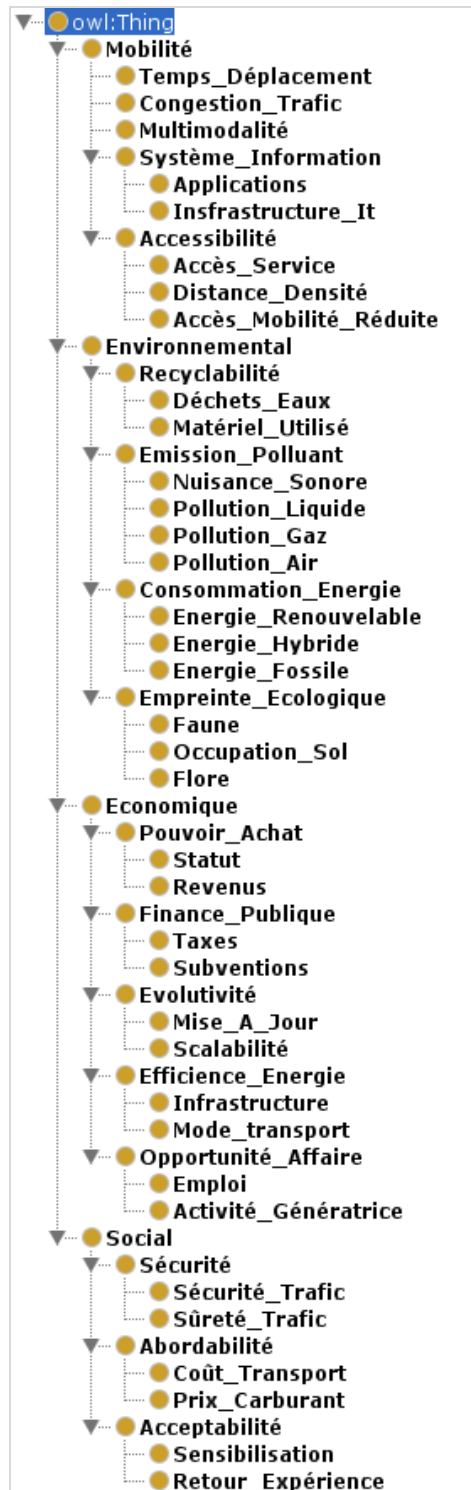 owl:Thing
Mobilité
Temps_Déplacement
Congestion_Trafic
Multimodalité
Système_Information
Applications
Insfrastructure_It
Accessibilité
Accès_Service
Distance_Densité
Accès_Mobilité_Réduite
Environnemental
Recyclabilité
Déchets_Eaux
Matériel_Utilisé
Emission_Polluant
Nuisance_Sonore
Pollution_Liquide
Pollution_Gaz
Pollution_Air
Consommation_Energie
Energie_Renouvelable
Energie_Hybride
Energie_Fossile
Empreinte_Ecologique
Faune
Occupation_Sol
Flore
Economique
Pouvoir_Achat
Statut
Revenus
Finance_Publique
Taxes
Subventions
Evolutivité
Mise_A_Jour
Scalabilité
Efficience_Energie
Infrastructure
Mode_transport
Opportunité_Affaire
Emploi
Activité_Génératrice
Social
Sécurité
Sécurité_Trafic
Sûreté_Trafic
Abordabilité
Coût_Transport
Prix_Carburant
Acceptabilité
Sensibilisation
Retour_Expérience